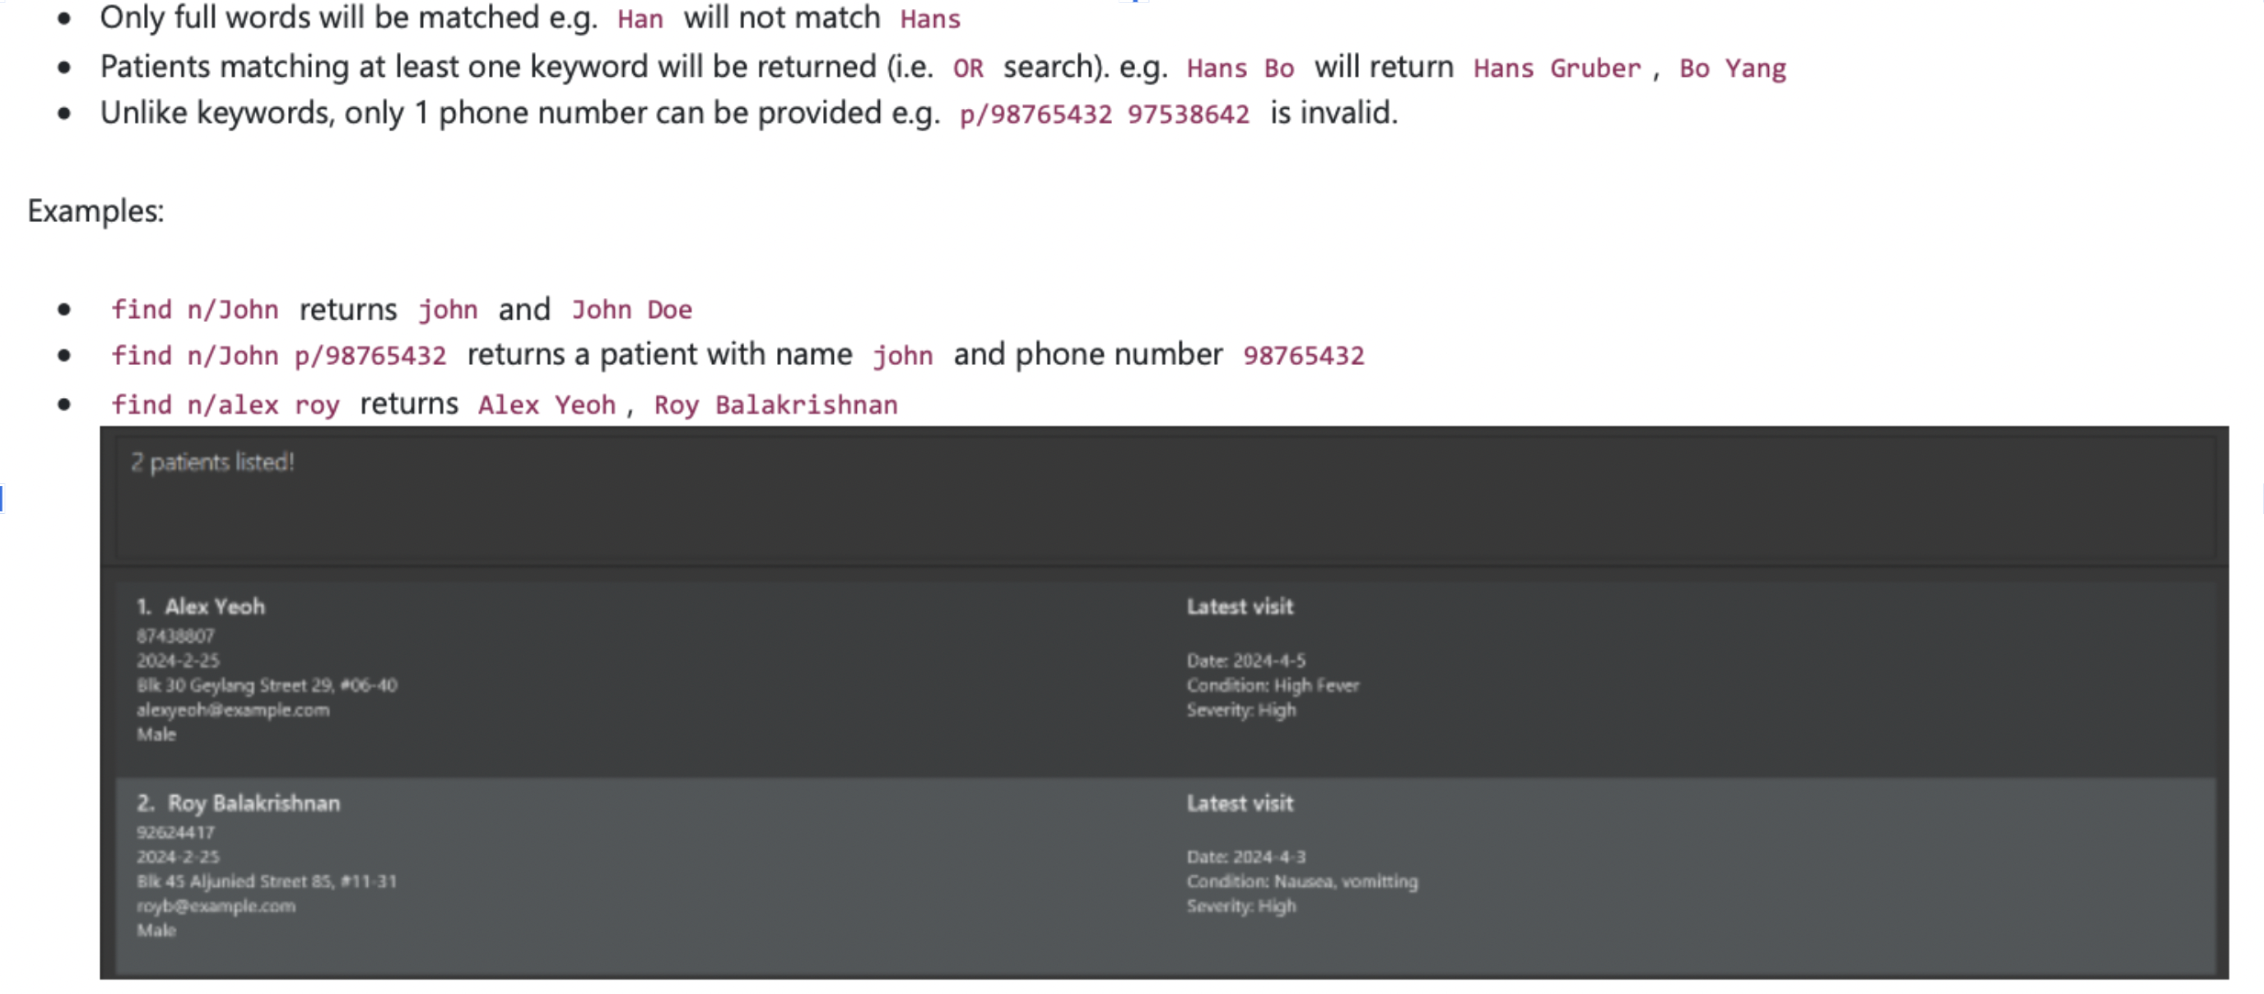 Only full words will be matched e.g. Han will not match Hans
Patients matching at least one keyword will be returned (i.e. OR search). e.g. Hans Bo will return Hans Gruber , Bo Yang
Unlike keywords, only 1 phone number can be provided e.g. p/98765432 97538642 is invalid.
Examples:
find n/John returns john and John Doe
find n/John p/98765432 returns a patient with name john and phone number 98765432
find n/alex roy returns Alex Yeoh , Roy Balakrishnan
2 patients listed!
1. Alex Yeoh
87438807
2024-2-25
Blk 30 Geylang Street 29, #06-40
alexyeoh@example.com
Male
Latest visit
Date: 2024-4-5
Condition: High Fever
Severity: High
2. Roy Balakrishnan
92624417
2024-2-25
Blk 45 Aljunied Street 85, #11-31
royb@example.com
Male
Latest visit
Date: 2024-4-3
Condition: Nausea, vomitting
Severity: High